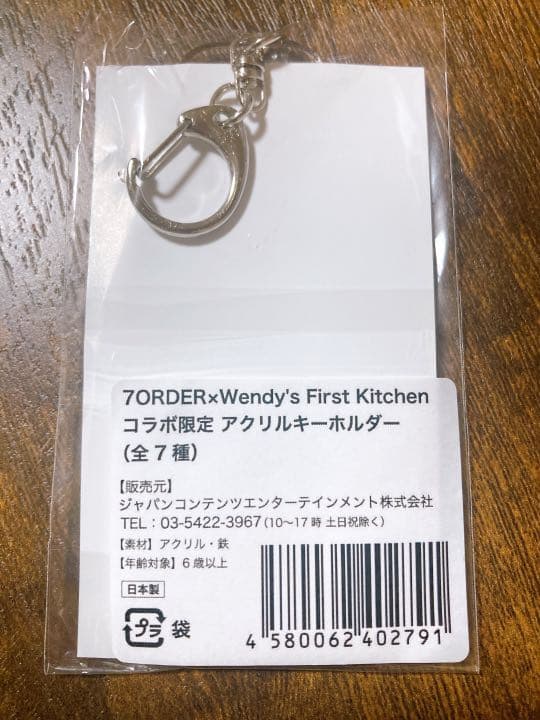 7ORDER×Wendy's First Kitchen
コラボ限定 アクリルキーホルダー
(全7種)
【販売元】
ジャパンコンテンツエンターテインメント株式会社
TEL：03-5422-3967(10〜17時 土日祝除く)
【素材】アクリル・鉄
【年齢対象】6歳以上
日本製
プラ 袋
4 580062 402791